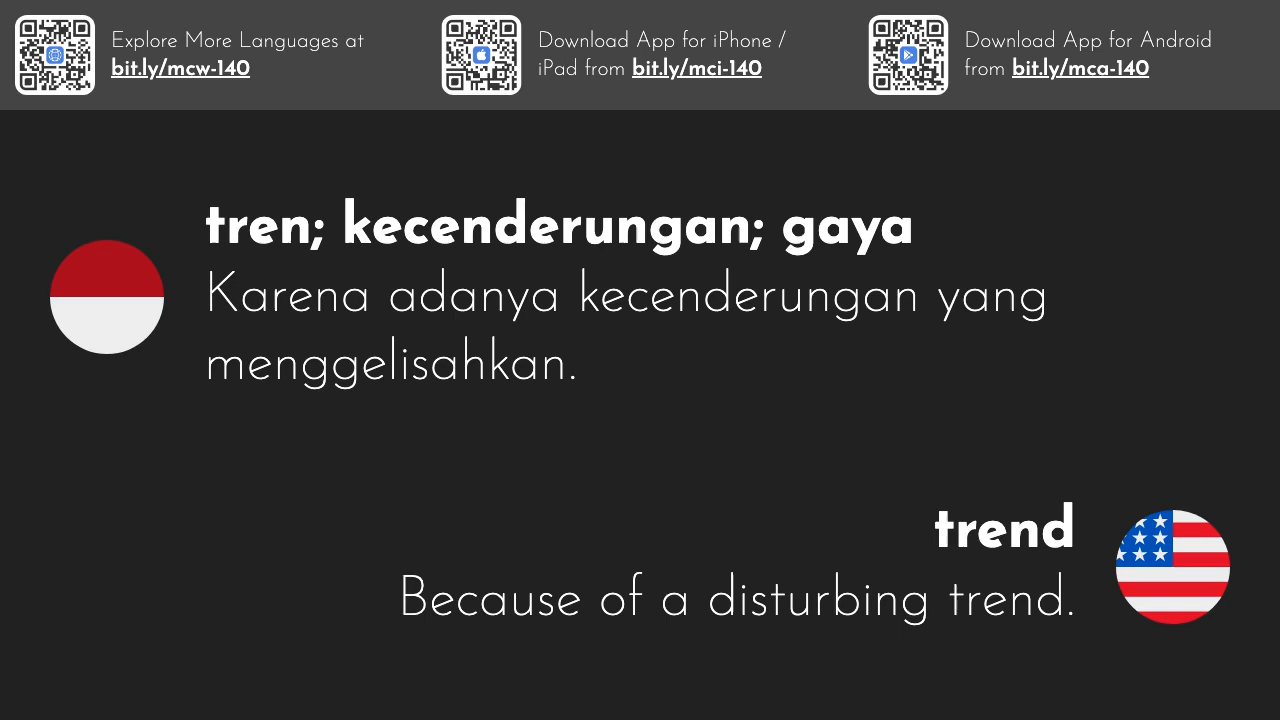 Explore More Languages at
bit.ly/mcw-140
Download App for iPhone /
iPad from bit.ly/mci-140
Download App for Android
from bit.ly/mca-140
tren; kecenderungan; gaya
Karena adanya kecenderungan yang
menggelisahkan.
trend
Because of a disturbing trend.